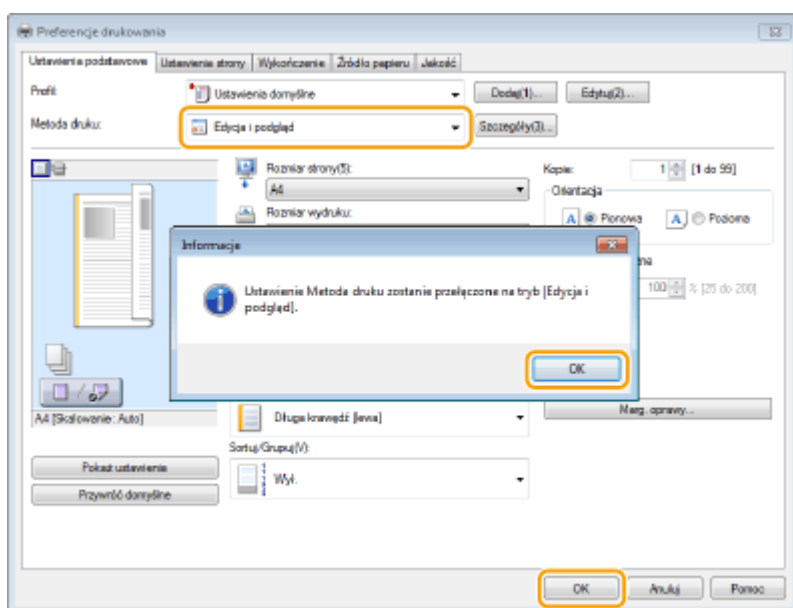 Preferencje drukowania
Ustawienia podstawowe Ustawienia strony Wykończenie Źródło papieru Jakość
Profil: Ustawienia domyślne Dodaj(1)... Edytuj(2)...
Metoda druku: Edycja i podgląd Szczegóły(3)...
Rozmiar strony(5): Kopie: 1 [1 do 99]
A4 Orientacja
Rozmiar wydruku: A Pionowa A Pozioma
Informacje
100 % [25 do 200]
Ustawienie Metoda druku zostanie przełączone na tryb [Edycja i
podgląd].
OK
A4 [Skalowanie: Auto] Długa krawędź [lewa] Marg. oprawy...
Sortuj/Grupuj(V):
Pokaż ustawienia Wył.
Przywróć domyślne
OK Anuluj Pomoc